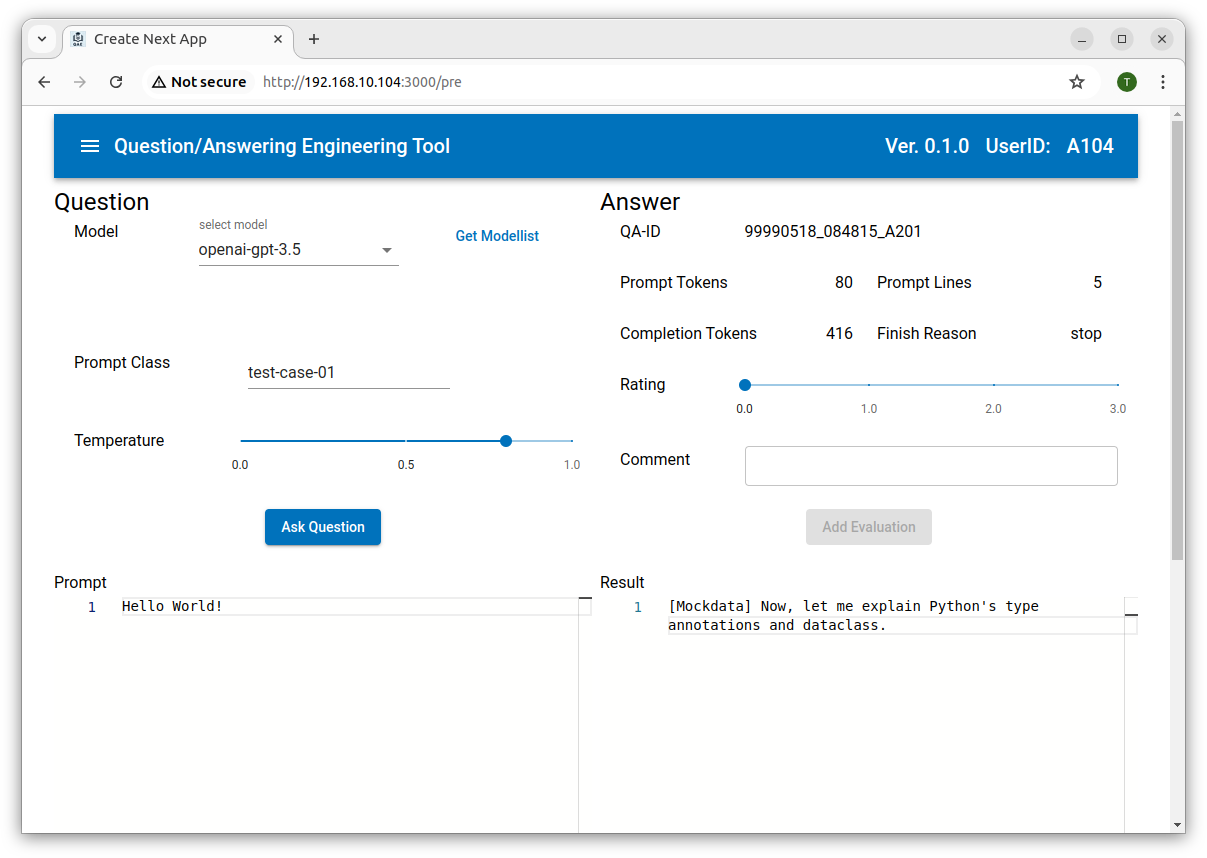 Create Next App
Not secure http://192.168.10.104:3000/pre
T
Question/Answering Engineering Tool Ver. 0.1.0 UserID: A104
Question
Model
select model
openai-gpt-3.5
Get Modellist
Prompt Class
test-case-01
Temperature
0.0 0.5 1.0
Ask Question
Answer
QA-ID 99990518_084815_A201
Prompt Tokens 80 Prompt Lines 5
Completion Tokens 416 Finish Reason stop
Rating
0.0 1.0 2.0 3.0
Comment
Add Evaluation
Prompt
1 Hello World!
Result
1 [Mockdata] Now, let me explain Python's type
annotations and dataclass.